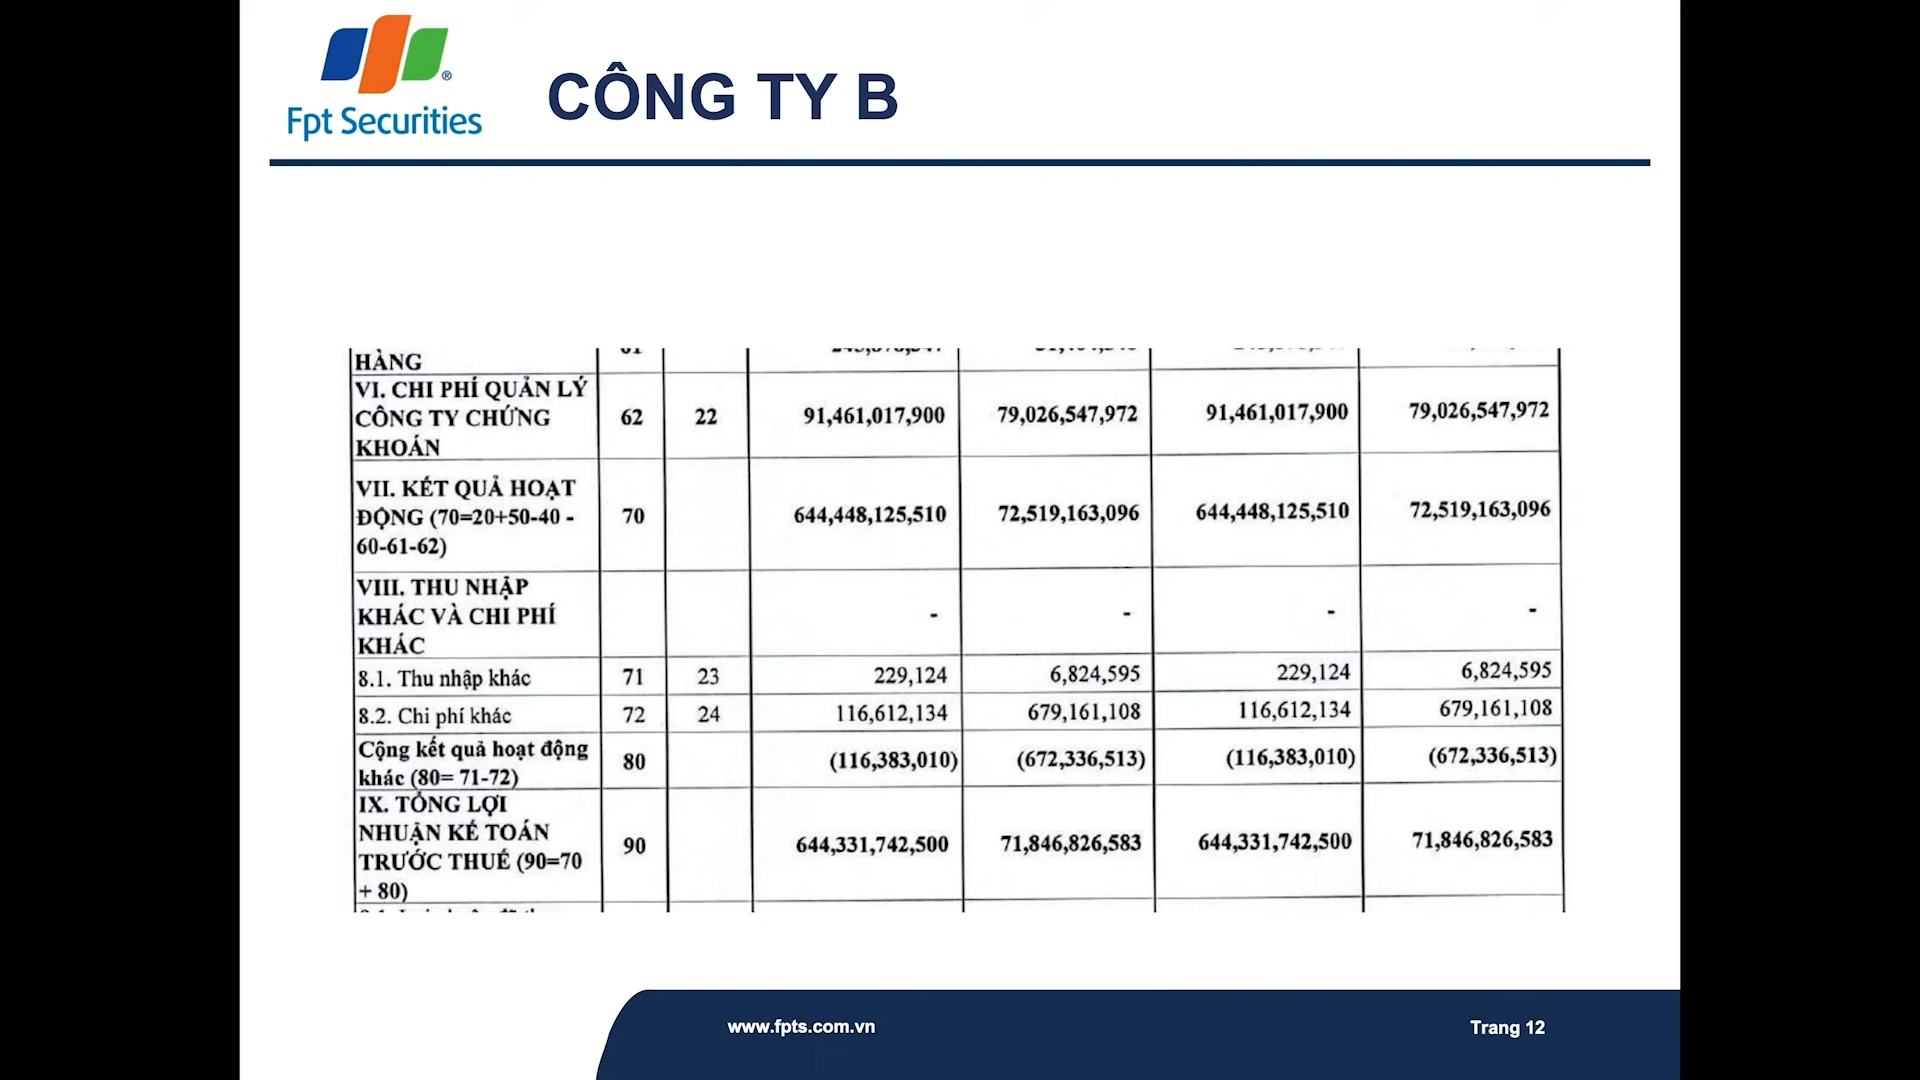 Fpt Securities
CÔNG TY B
HÀNG
VI. CHI PHÍ QUẢN LÝ
CÔNG TY CHỨNG
KHOÁN
62 22 91,461,017,900 79,026,547,972 91,461,017,900 79,026,547,972
VII. KẾT QUẢ HOẠT
ĐỘNG (70=20+50-40 -
60-61-62)
70 644,448,125,510 72,519,163,096 644,448,125,510 72,519,163,096
VIII. THU NHẬP
KHÁC VÀ CHI PHÍ
KHÁC
- - - -
8.1. Thu nhập khác 71 23 229,124 6,824,595 229,124 6,824,595
8.2. Chi phí khác 72 24 116,612,134 679,161,108 116,612,134 679,161,108
Cộng kết quả hoạt động
khác (80= 71-72)
80 (116,383,010) (672,336,513) (116,383,010) (672,336,513)
IX. TỔNG LỢI
NHUẬN KẾ TOÁN
TRƯỚC THUẾ (90=70
+ 80)
90 644,331,742,500 71,846,826,583 644,331,742,500 71,846,826,583
www.fpts.com.vn
Trang 12